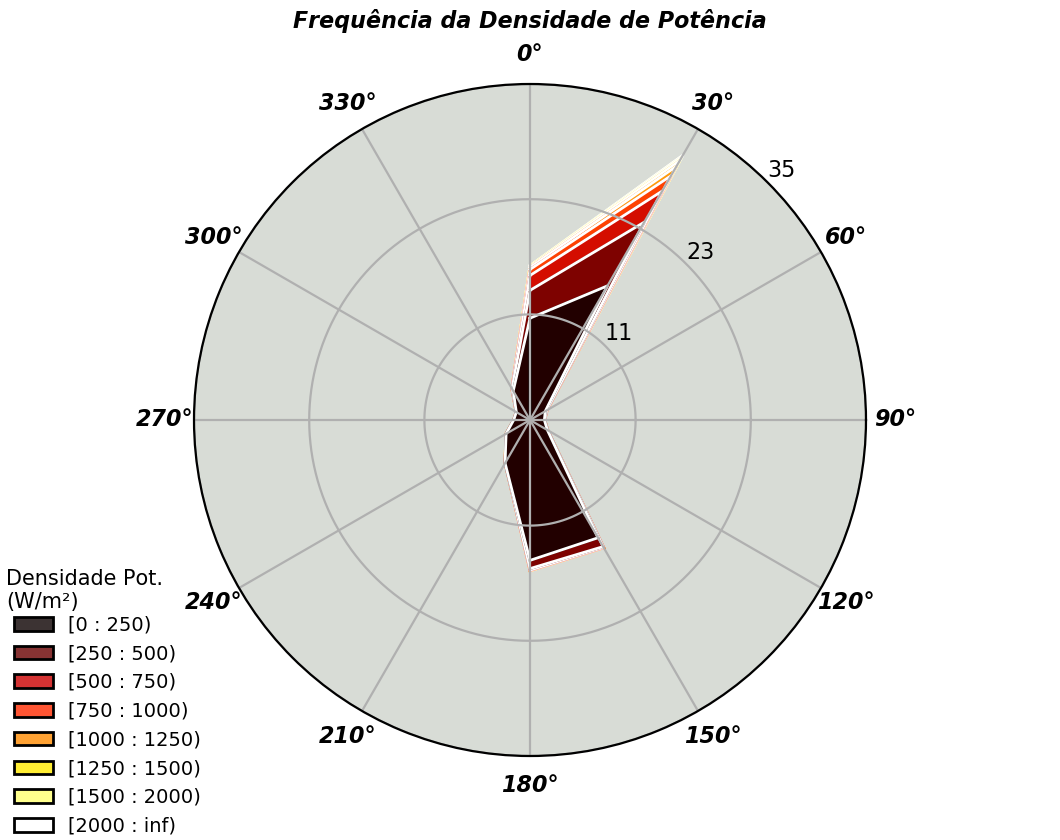 Frequência da Densidade de Potência
0°
330°
30°
35
300°
60°
23
11
270°
90°
240°
120°
210°
150°
180°
Densidade Pot.
(W/m²)
[0 : 250)
[250 : 500)
[500 : 750)
[750 : 1000)
[1000 : 1250)
[1250 : 1500)
[1500 : 2000)
[2000 : inf)